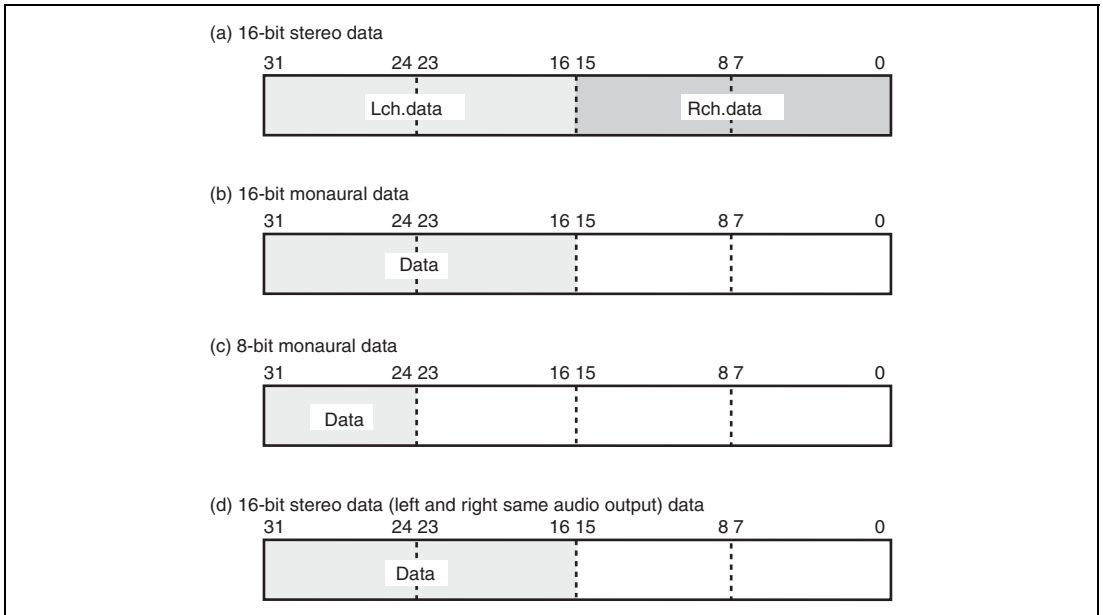 (a) 16-bit stereo data
31 24 23 16 15 8 7 0
Lch.data Rch.data
(b) 16-bit monaural data
31 24 23 16 15 8 7 0
Data
(c) 8-bit monaural data
31 24 23 16 15 8 7 0
Data
(d) 16-bit stereo data (left and right same audio output) data
31 24 23 16 15 8 7 0
Data